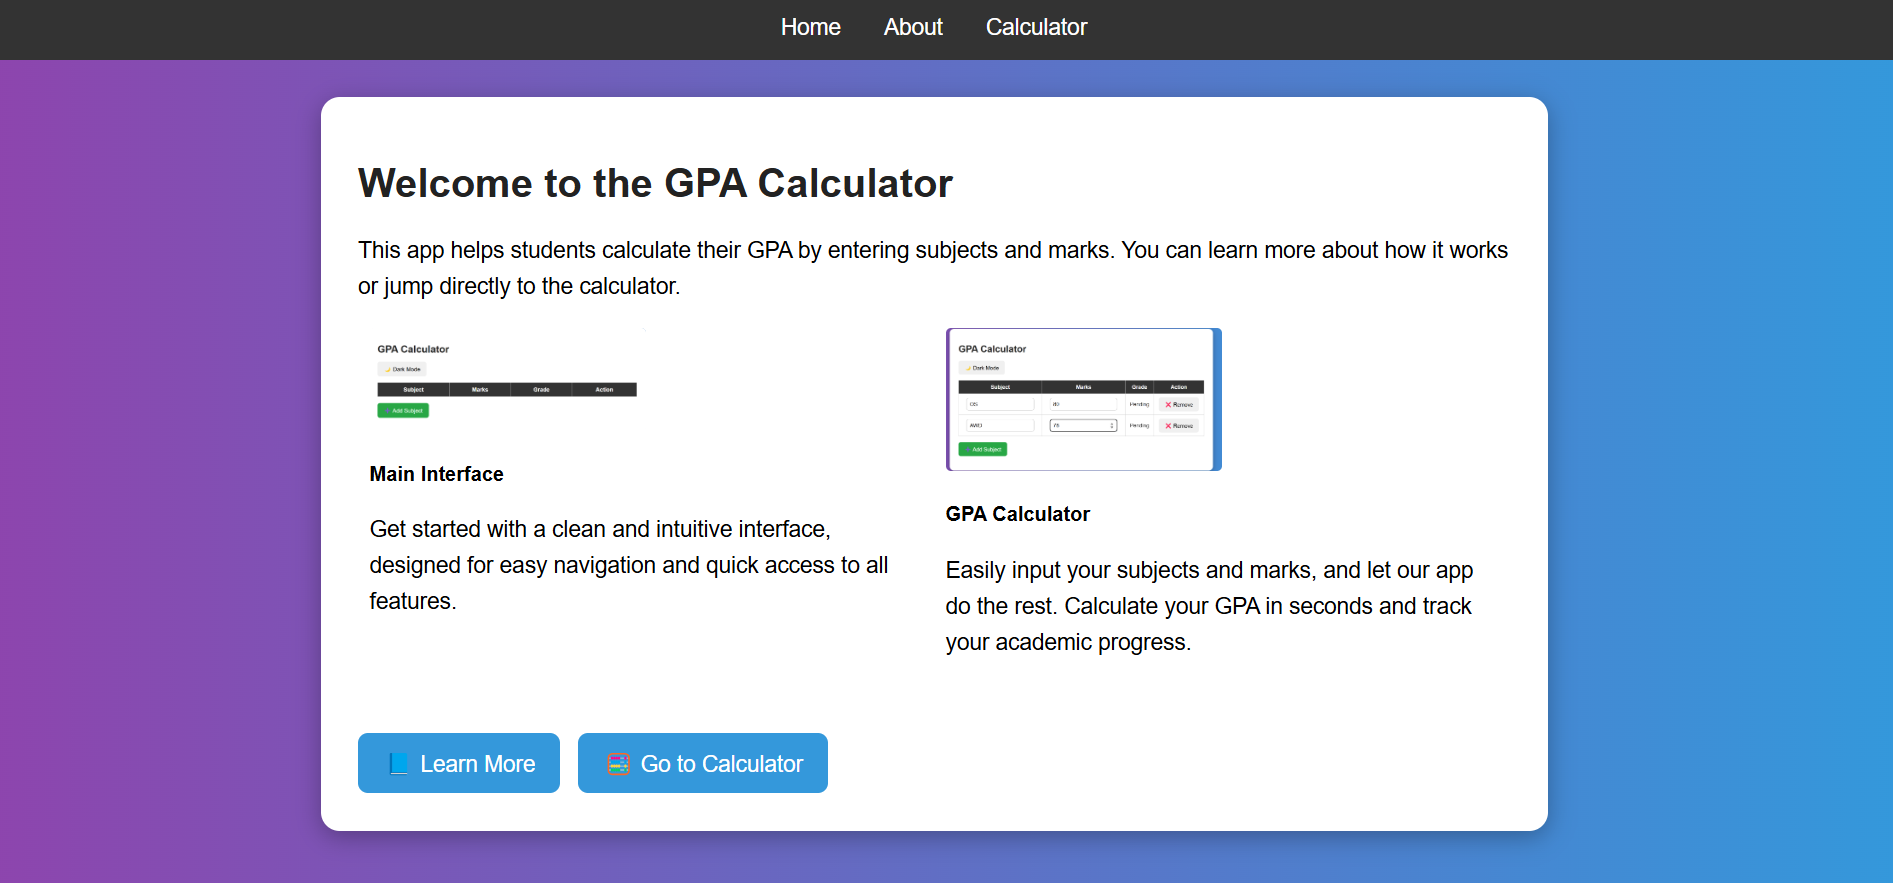 Home About Calculator
Welcome to the GPA Calculator
This app helps students calculate their GPA by entering subjects and marks. You can learn more about how it works
or jump directly to the calculator.
GPA Calculator
Dark Mode
Subject Marks Grade Action
Add Subject
Main Interface
Get started with a clean and intuitive interface,
designed for easy navigation and quick access to all
features.
GPA Calculator
Dark Mode
Subject Marks Grade Action
OS 80 Pending Remove
Pending Remove
Add Subject
GPA Calculator
Easily input your subjects and marks, and let our app
do the rest. Calculate your GPA in seconds and track
your academic progress.
Learn More
Go to Calculator